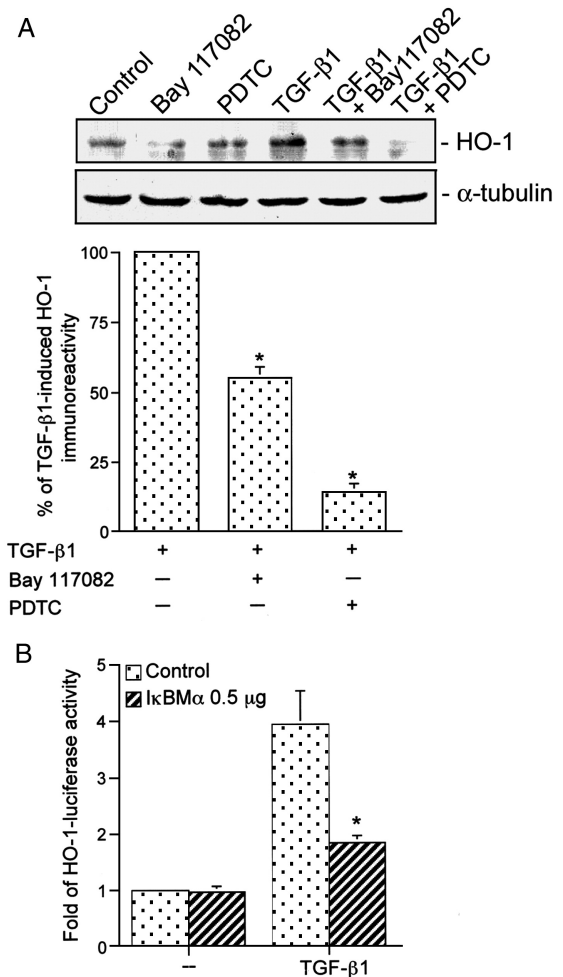 A
Control
Bay 117082
PDTC
TGF-β1
TGF-β1
+ Bay117082
TGF-β1
+ PDTC
- HO-1
- α-tubulin
% of TGF-β1-induced HO-1
immunoreactivity
100
75
50
25
0
*
*
TGF-β1 + + +
Bay 117082 — + —
PDTC — — +
B
Fold of HO-1-luciferase activity
5
4
3
2
1
0
Control
IκBMα 0.5 μg
*
--
TGF-β1